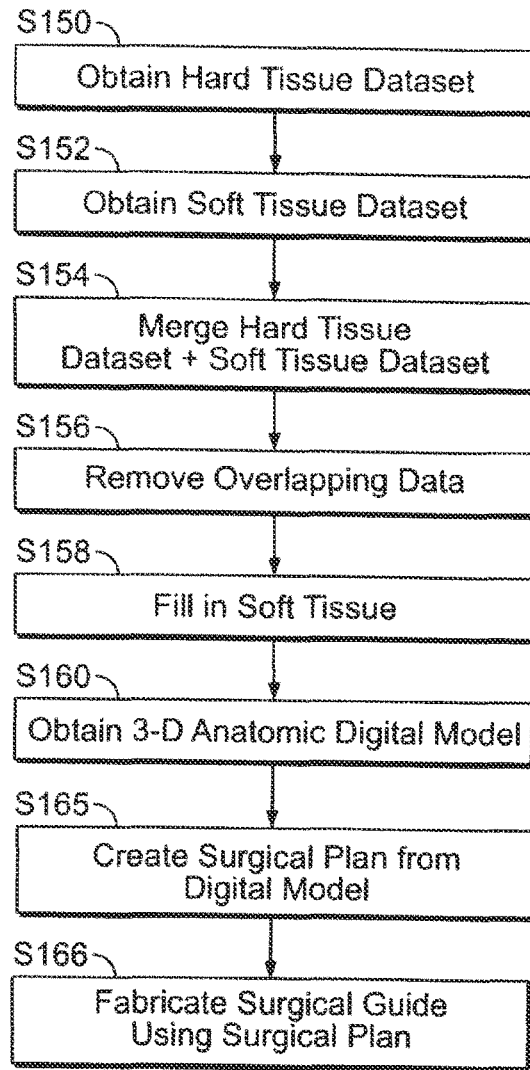 S150
Obtain Hard Tissue Dataset
S152
Obtain Soft Tissue Dataset
S154
Merge Hard Tissue
Dataset + Soft Tissue Dataset
S156
Remove Overlapping Data
S158
Fill in Soft Tissue
S160
Obtain 3-D Anatomic Digital Model
S165
Create Surgical Plan from
Digital Model
S166
Fabricate Surgical Guide
Using Surgical Plan